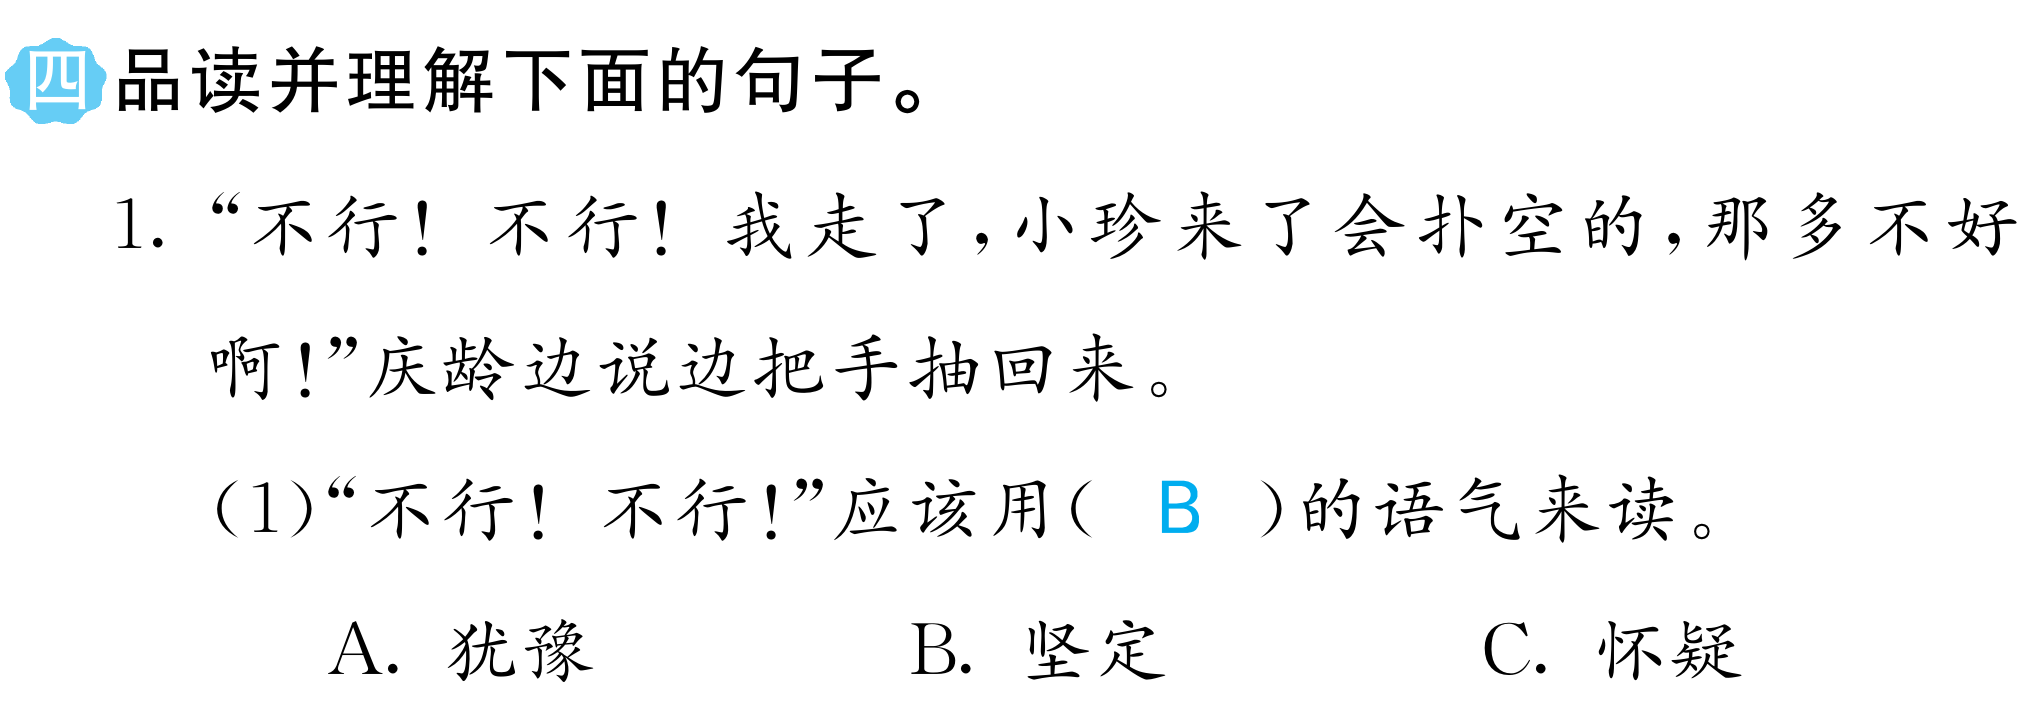 四 品读并理解下面的句子。
1. “不行！不行！我走了，小珍来了会扑空的，那多不好
啊！”庆龄边说边把手抽回来。
(1)“不行！不行！”应该用( B )的语气来读。
A. 犹豫 B. 坚定 C. 怀疑